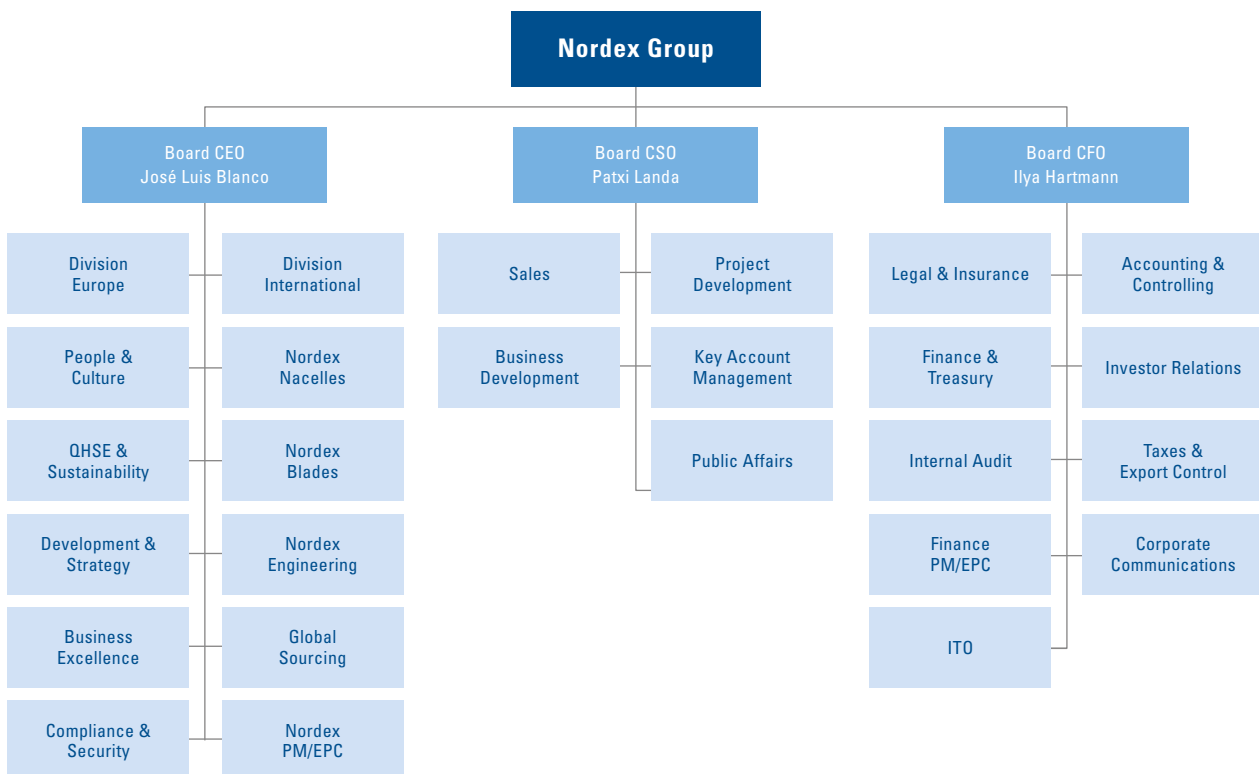 Nordex Group
Board CEO
José Luis Blanco
Board CSO
Patxi Landa
Board CFO
Ilya Hartmann
Division
Europe
Division
International
People &
Culture
Nordex
Nacelles
QHSE &
Sustainability
Nordex
Blades
Development &
Strategy
Nordex
Engineering
Business
Excellence
Global
Sourcing
Compliance &
Security
Nordex
PM/EPC
Sales
Project
Development
Business
Development
Key Account
Management
Public Affairs
Legal & Insurance
Accounting &
Controlling
Finance &
Treasury
Investor Relations
Internal Audit
Taxes &
Export Control
Finance
PM/EPC
Corporate
Communications
ITO